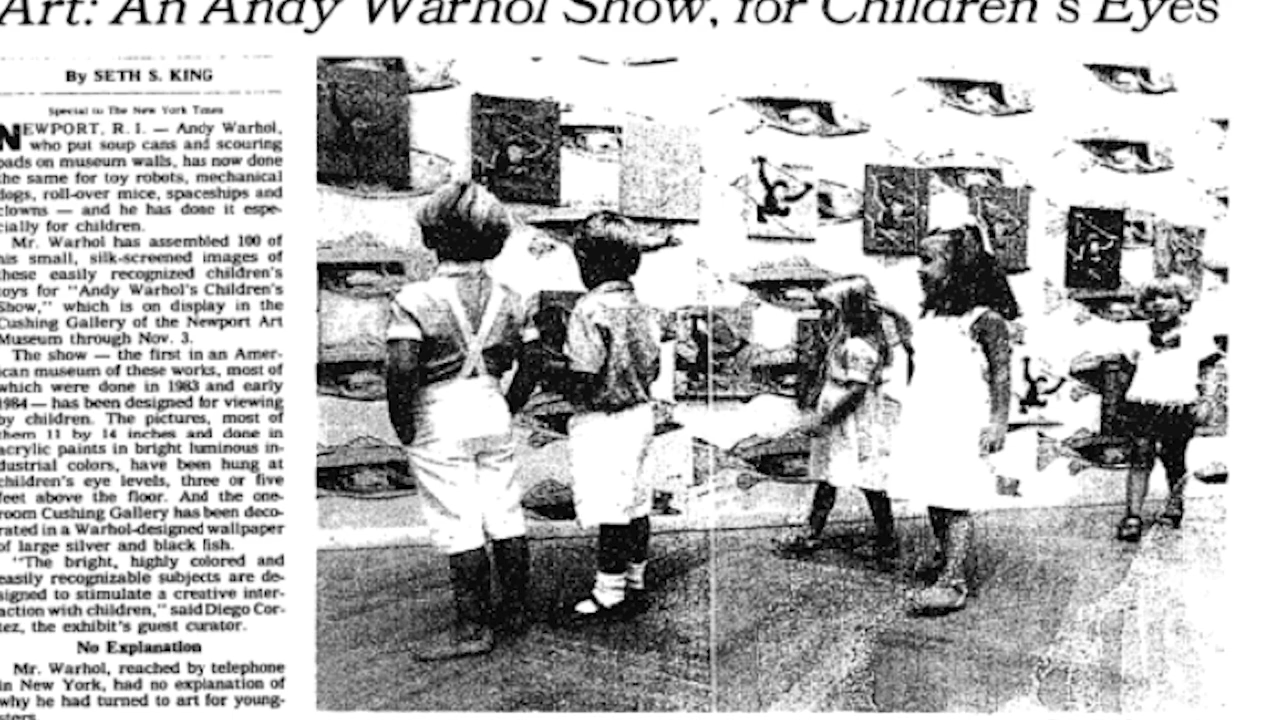 Art: An Andy Warhol Show, for Children's Eyes
By SETH S. KING
Special to The New York Times
NEWPORT, R. I. — Andy Warhol,
who put soup cans and scouring
pads on museum walls, has now done
the same for toy robots, mechanical
dogs, roll-over mice, spaceships and
clowns — and he has done it espe-
cially for children.
Mr. Warhol has assembled 100 of
his small, silk-screened images of
these easily recognized children's
toys for "Andy Warhol's Children's
Show," which is on display in the
Cushing Gallery of the Newport Art
Museum through Nov. 3.
The show — the first in an Amer-
ican museum of these works, most of
which were done in 1983 and early
1984 — has been designed for viewing
by children. The pictures, most of
them 11 by 14 inches and done in
acrylic paints in bright luminous in-
dustrial colors, have been hung at
children's eye levels, three or five
feet above the floor. And the one-
room Cushing Gallery has been deco-
rated in a Warhol-designed wallpaper
of large silver and black fish.
"The bright, highly colored and
easily recognizable subjects are de-
signed to stimulate a creative inter-
action with children," said Diego Cor-
tez, the exhibit's guest curator.
No Explanation
Mr. Warhol, reached by telephone
in New York, had no explanation of
why he had turned to art for young-
sters.